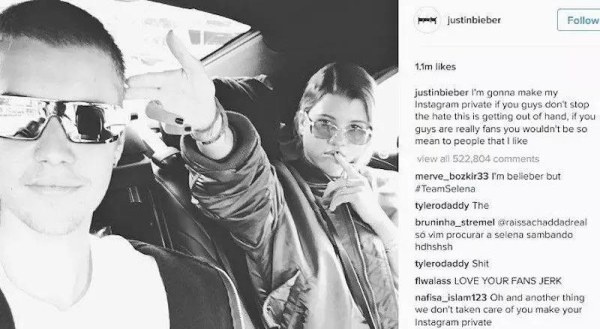 justinbieber
Follow
1.1m likes
justinbieber I'm gonna make my
Instagram private if you guys don't stop
the hate this is getting out of hand, if you
guys are really fans you wouldn't be so
mean to people that I like
view all 522,804 comments
merve_bozkir33 I'm belieber but
#TeamSelena
tylerodaddy The
bruninha_stremel @raissachaddadreal
só vim procurar a selena sambando
hdhshsh
tylerodaddy Shit
flwalass LOVE YOUR FANS JERK
nafisa_islam123 Oh and another thing
we don't taken care of you make your
Instagram private